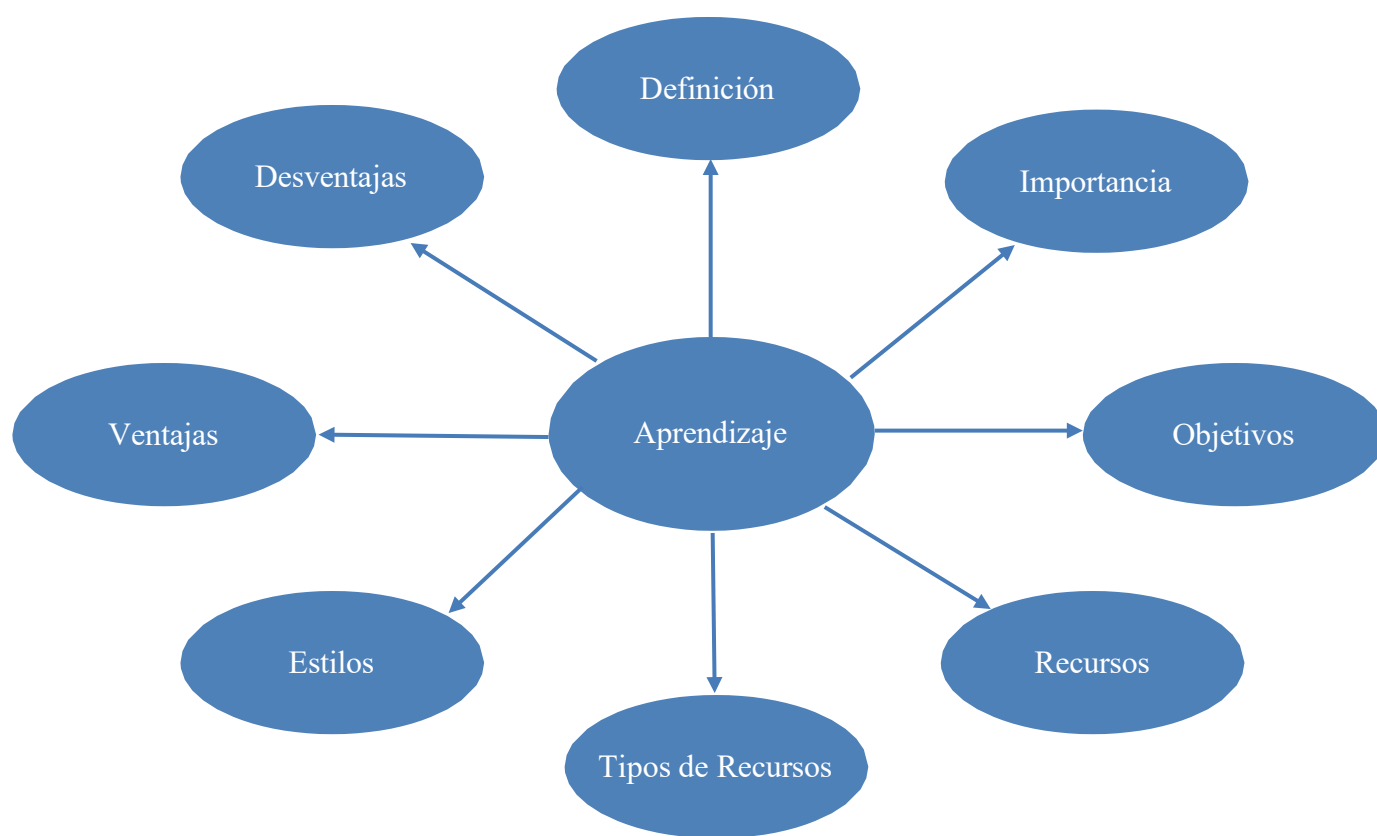 Definición
Desventajas
Importancia
Ventajas
Aprendizaje
Objetivos
Estilos
Recursos
Tipos de Recursos